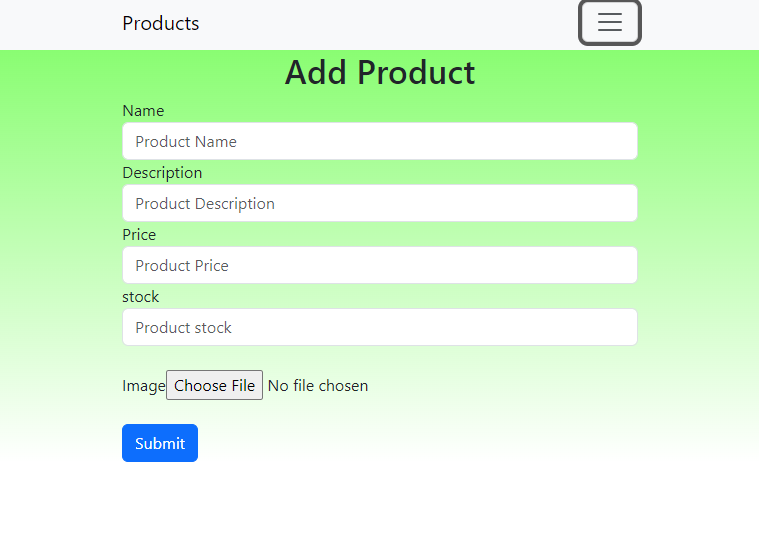 Products
Add Product
Name
Product Name
Description
Product Description
Price
Product Price
stock
Product stock
Image Choose File No file chosen
Submit